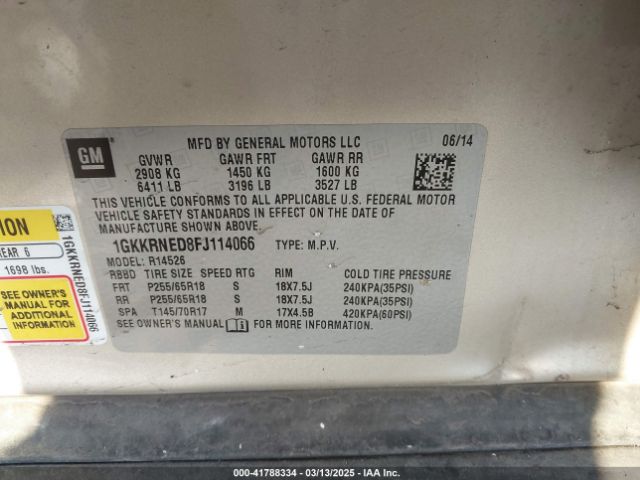 GM
MFD BY GENERAL MOTORS LLC
06/14
GVWR GAWR FRT GAWR RR
2908 KG 1450 KG 1600 KG
6411 LB 3196 LB 3527 LB
THIS VEHICLE CONFORMS TO ALL APPLICABLE U.S. FEDERAL MOTOR
VEHICLE SAFETY STANDARDS IN EFFECT ON THE DATE OF
MANUFACTURE SHOWN ABOVE.
1GKKRNED8FJ114066 TYPE: M.P.V.
MODEL: R14526
RBBD TIRE SIZE SPEED RTG RIM COLD TIRE PRESSURE
FRT P255/65R18 S 18X7.5J 240KPA(35PSI)
RR P255/65R18 S 18X7.5J 240KPA(35PSI)
SPA T145/70R17 M 17X4.5B 420KPA(60PSI)
SEE OWNER'S MANUAL FOR MORE INFORMATION
REAR 6
1698 lbs.
SEE OWNER'S
MANUAL FOR
ADDITIONAL
INFORMATION
1GKKRNED8FJ114066
000-41788334 | 03/13/2025 | IAA Inc.